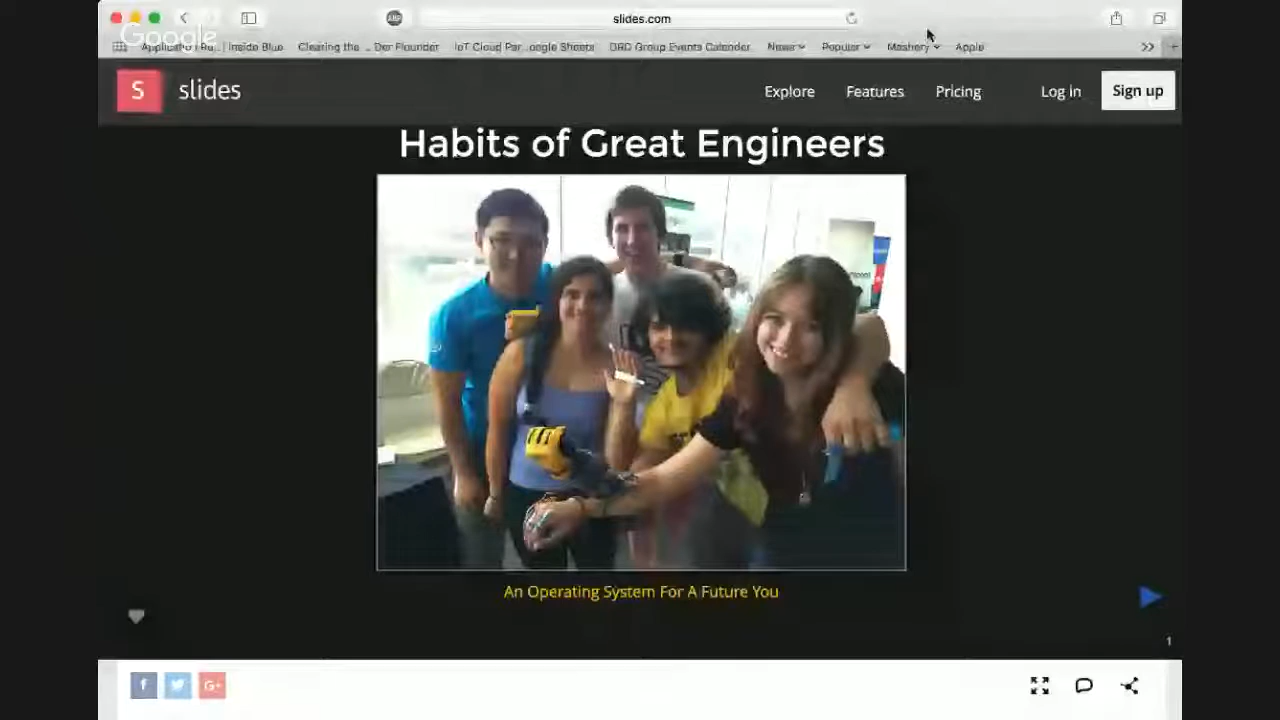 slides.com
Google
Inside Blue
Clearing the ... Der Flounder
IoT Cloud Par...oogle Sheets
DRD Group Events Calendar
News
Popular
Mashery
Apple
S slides
Explore
Features
Pricing
Log in
Sign up
Habits of Great Engineers
An Operating System For A Future You
1
f
G+